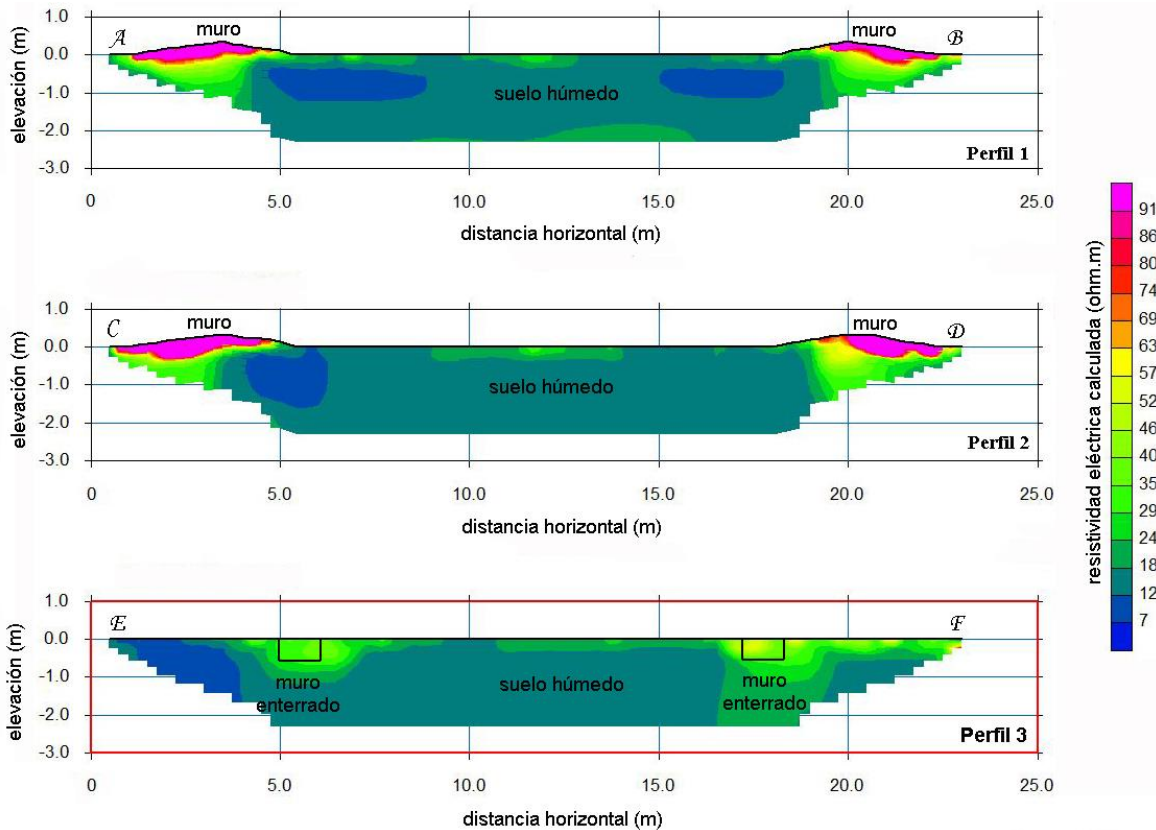 1.0
0.0
-1.0
-2.0
-3.0
elevación (m)
A
muro
muro
B
suelo húmedo
Perfil 1
0 5.0 10.0 15.0 20.0 25.0
distancia horizontal (m)
1.0
0.0
-1.0
-2.0
-3.0
elevación (m)
C
muro
muro
D
suelo húmedo
Perfil 2
0 5.0 10.0 15.0 20.0 25.0
distancia horizontal (m)
1.0
0.0
-1.0
-2.0
-3.0
elevación (m)
E
F
muro
enterrado
suelo húmedo
muro
enterrado
Perfil 3
0 5.0 10.0 15.0 20.0 25.0
distancia horizontal (m)
resistividad eléctrica calculada (ohm.m)
91
86
80
74
69
63
57
52
46
40
35
29
24
18
12
7